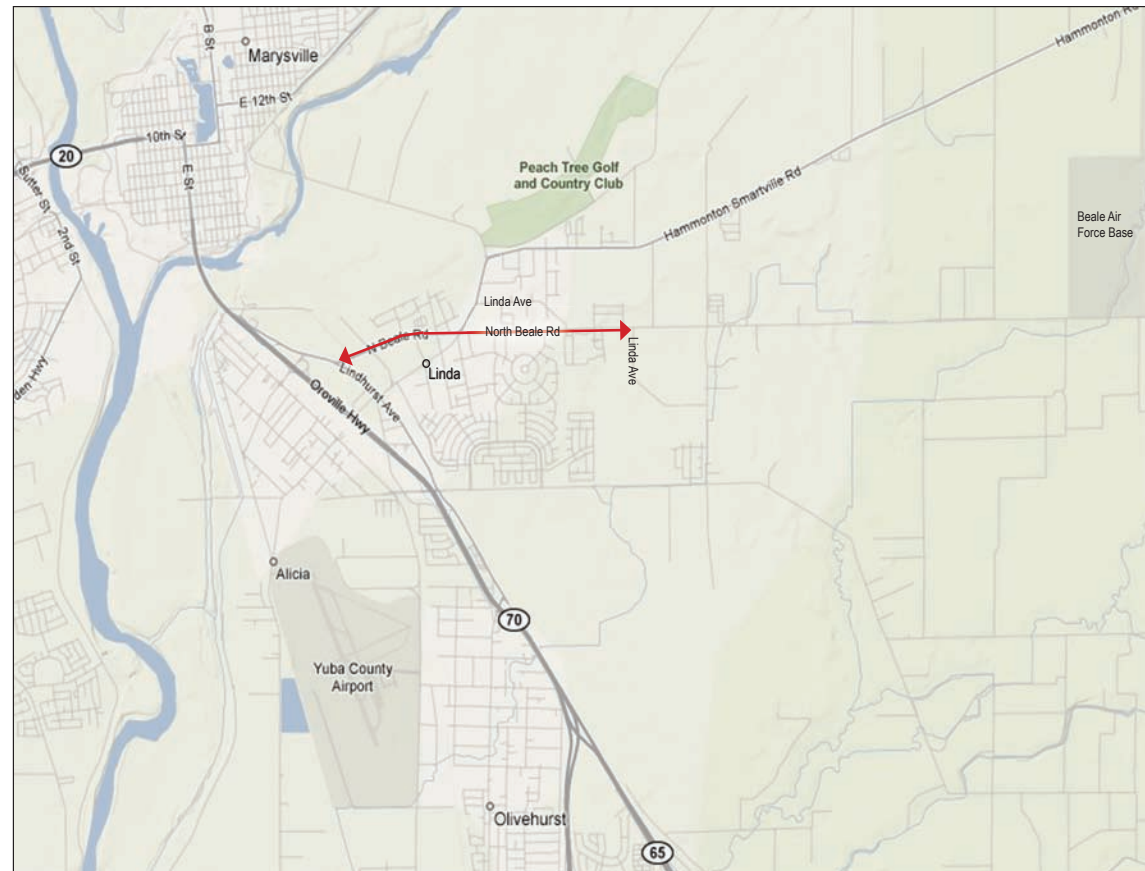 B St
Marysville
Hammonton Rd
E 12th St
10th St
20
E St
Sutter St
2nd St
Peach Tree Golf
and Country Club
Hammonton Smartville Rd
Beale Air
Force Base
Linda Ave
North Beale Rd
N Beale Rd
Linda Ave
Linda
Lindhurst Ave
Oroville Hwy
den Hwy
Alicia
70
Yuba County
Airport
Olivehurst
65